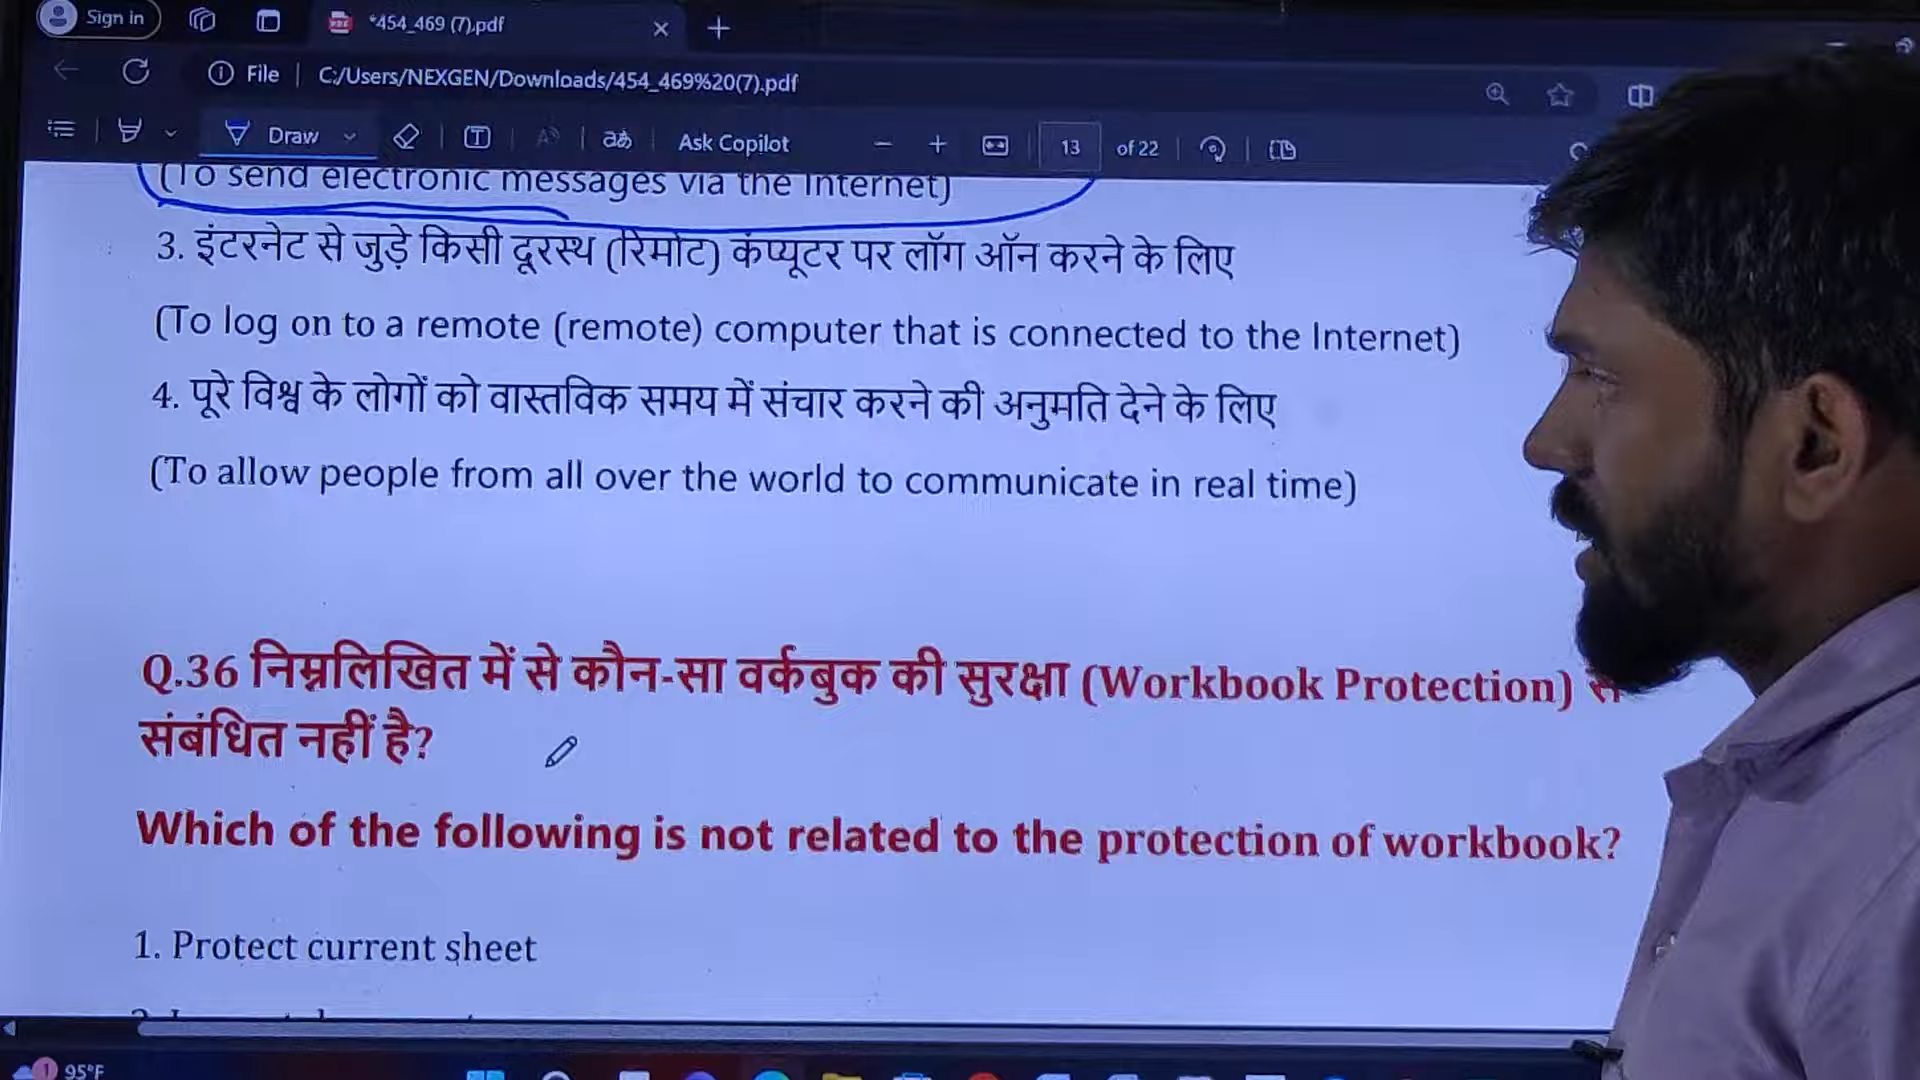 Sign in
*454_469 (7).pdf
File
C:/Users/NEXGEN/Downloads/454_469%20(7).pdf
Draw
Ask Copilot
13 of 22
(To send electronic messages via the Internet)
3. इंटरनेट से जुड़े किसी दूरस्थ (रिमोट) कंप्यूटर पर लॉग ऑन करने के लिए
(To log on to a remote (remote) computer that is connected to the Internet)
4. पूरे विश्व के लोगों को वास्तविक समय में संचार करने की अनुमति देने के लिए
(To allow people from all over the world to communicate in real time)
Q.36 निम्नलिखित में से कौन-सा वर्कबुक की सुरक्षा (Workbook Protection) से
संबंधित नहीं है?
Which of the following is not related to the protection of workbook?
1. Protect current sheet
95°F